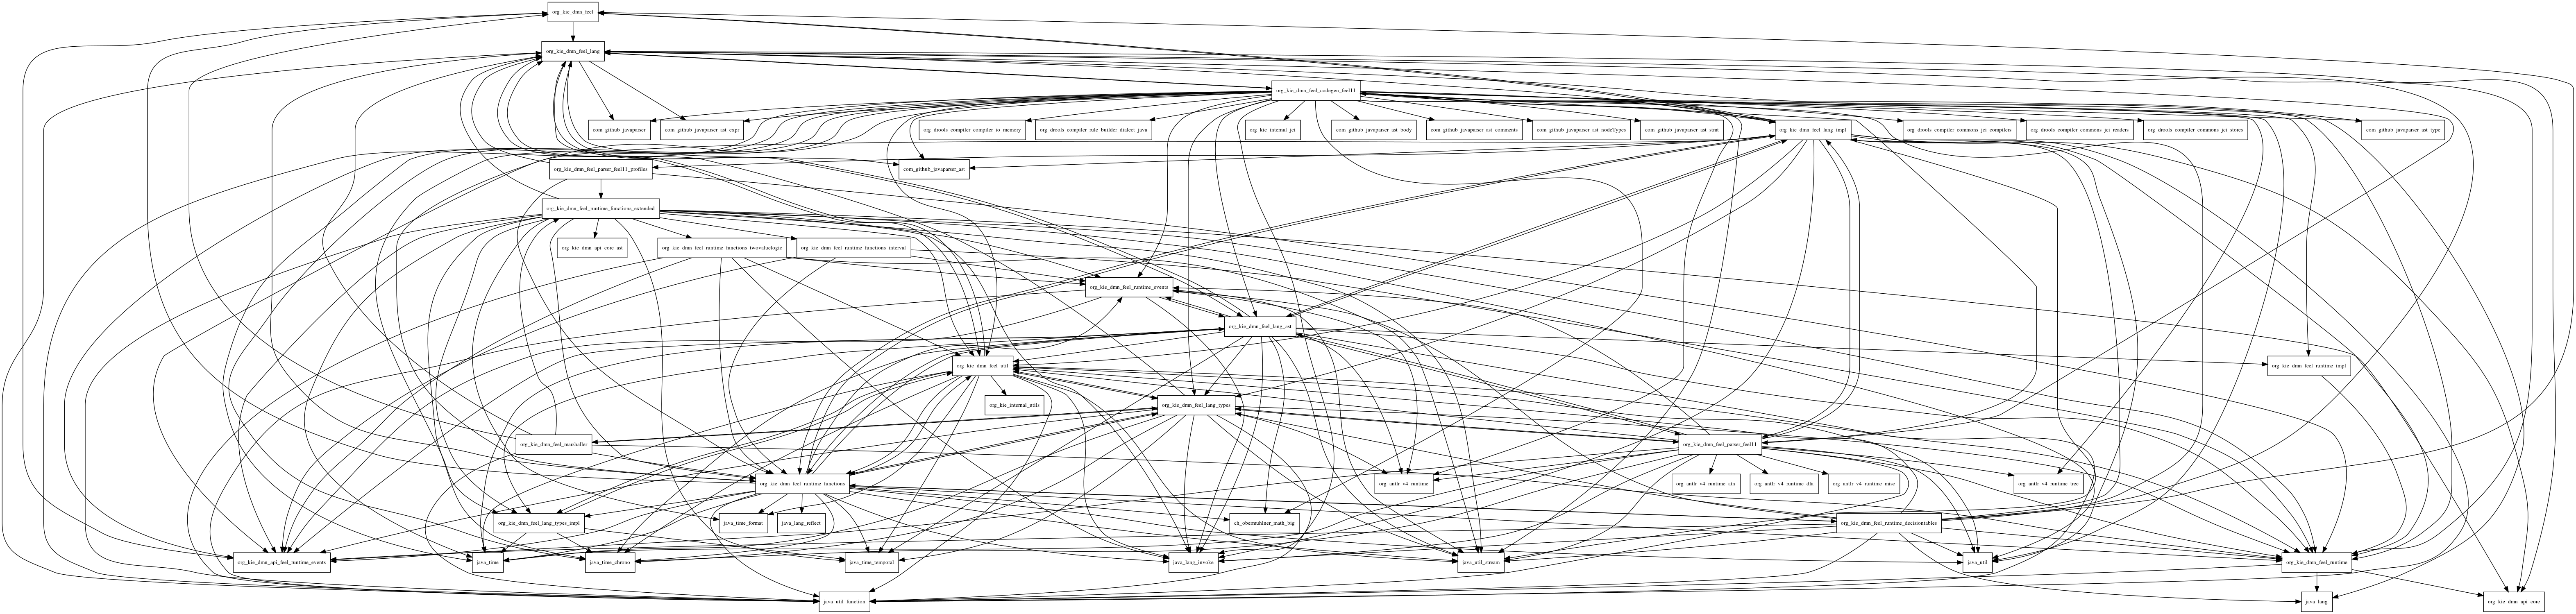 org_kie_dmn_feel
org_kie_dmn_feel_lang
org_kie_dmn_feel_codegen_feel11
com_github_javaparser
com_github_javaparser_ast_expr
org_drools_compiler_compiler_io_memory
org_drools_compiler_rule_builder_dialect_java
org_kie_internal_jci
com_github_javaparser_ast_body
com_github_javaparser_ast_comments
com_github_javaparser_ast_nodeTypes
com_github_javaparser_ast_stmt
org_kie_dmn_feel_lang_impl
org_drools_compiler_commons_jci_compilers
org_drools_compiler_commons_jci_readers
org_drools_compiler_commons_jci_stores
com_github_javaparser_ast_type
org_kie_dmn_feel_parser_feel11_profiles
com_github_javaparser_ast
org_kie_dmn_feel_runtime_functions_extended
org_kie_dmn_api_core_ast
org_kie_dmn_feel_runtime_functions_twovaluelogic
org_kie_dmn_feel_runtime_functions_interval
org_kie_dmn_feel_runtime_events
org_kie_dmn_feel_lang_ast
org_kie_dmn_feel_util
org_kie_dmn_feel_runtime_impl
org_kie_internal_utils
org_kie_dmn_feel_lang_types
org_kie_dmn_feel_marshaller
org_kie_dmn_feel_parser_feel11
org_kie_dmn_feel_runtime_functions
org_antlr_v4_runtime
org_antlr_v4_runtime_atn
org_antlr_v4_runtime_dfa
org_antlr_v4_runtime_misc
org_antlr_v4_runtime_tree
org_kie_dmn_feel_lang_types_impl
java_time_format
java_lang_reflect
ch_obermuhlner_math_big
org_kie_dmn_feel_runtime_decisiontables
org_kie_dmn_api_feel_runtime_events
java_time
java_time_chrono
java_time_temporal
java_lang_invoke
java_util_stream
java_util
org_kie_dmn_feel_runtime
java_util_function
java_lang
org_kie_dmn_api_core